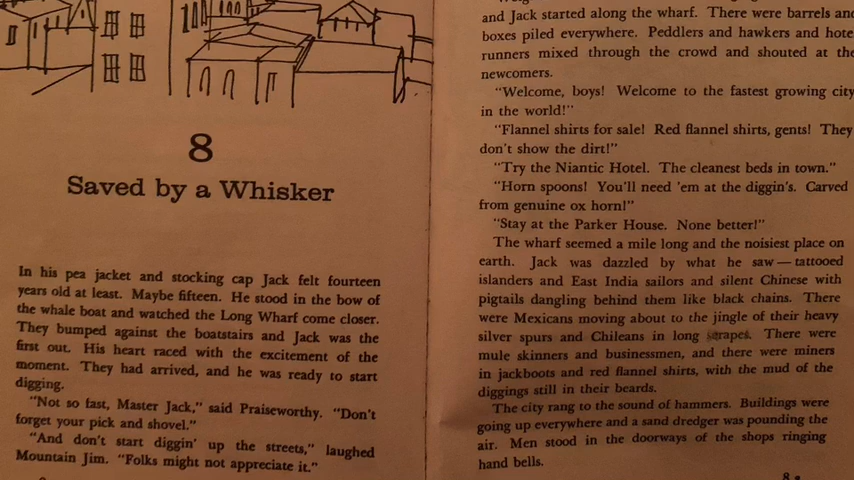 8
Saved by a Whisker
In his pea jacket and stocking cap Jack felt fourteen
years old at least. Maybe fifteen. He stood in the bow of
the whale boat and watched the Long Wharf come closer.
They bumped against the boatstairs and Jack was the
first out. His heart raced with the excitement of the
moment. They had arrived, and he was ready to start
digging.
"Not so fast, Master Jack," said Praiseworthy. "Don't
forget your pick and shovel."
"And don't start diggin' up the streets," laughed
Mountain Jim. "Folks might not appreciate it."
and Jack started along the wharf. There were barrels and
boxes piled everywhere. Peddlers and hawkers and hote
runners mixed through the crowd and shouted at the
newcomers.
"Welcome, boys! Welcome to the fastest growing city
in the world!"
"Flannel shirts for sale! Red flannel shirts, gents! They
don't show the dirt!"
"Try the Niantic Hotel. The cleanest beds in town."
"Horn spoons! You'll need 'em at the diggin's. Carved
from genuine ox horn!"
"Stay at the Parker House. None better!"
The wharf seemed a mile long and the noisiest place on
earth. Jack was dazzled by what he saw — tattooed
islanders and East India sailors and silent Chinese with
pigtails dangling behind them like black chains. There
were Mexicans moving about to the jingle of their heavy
silver spurs and Chileans in long serapes. There were
mule skinners and businessmen, and there were miners
in jackboots and red flannel shirts, with the mud of the
diggings still in their beards.
The city rang to the sound of hammers. Buildings were
going up everywhere and a sand dredger was pounding the
air. Men stood in the doorways of the shops ringing
hand bells.